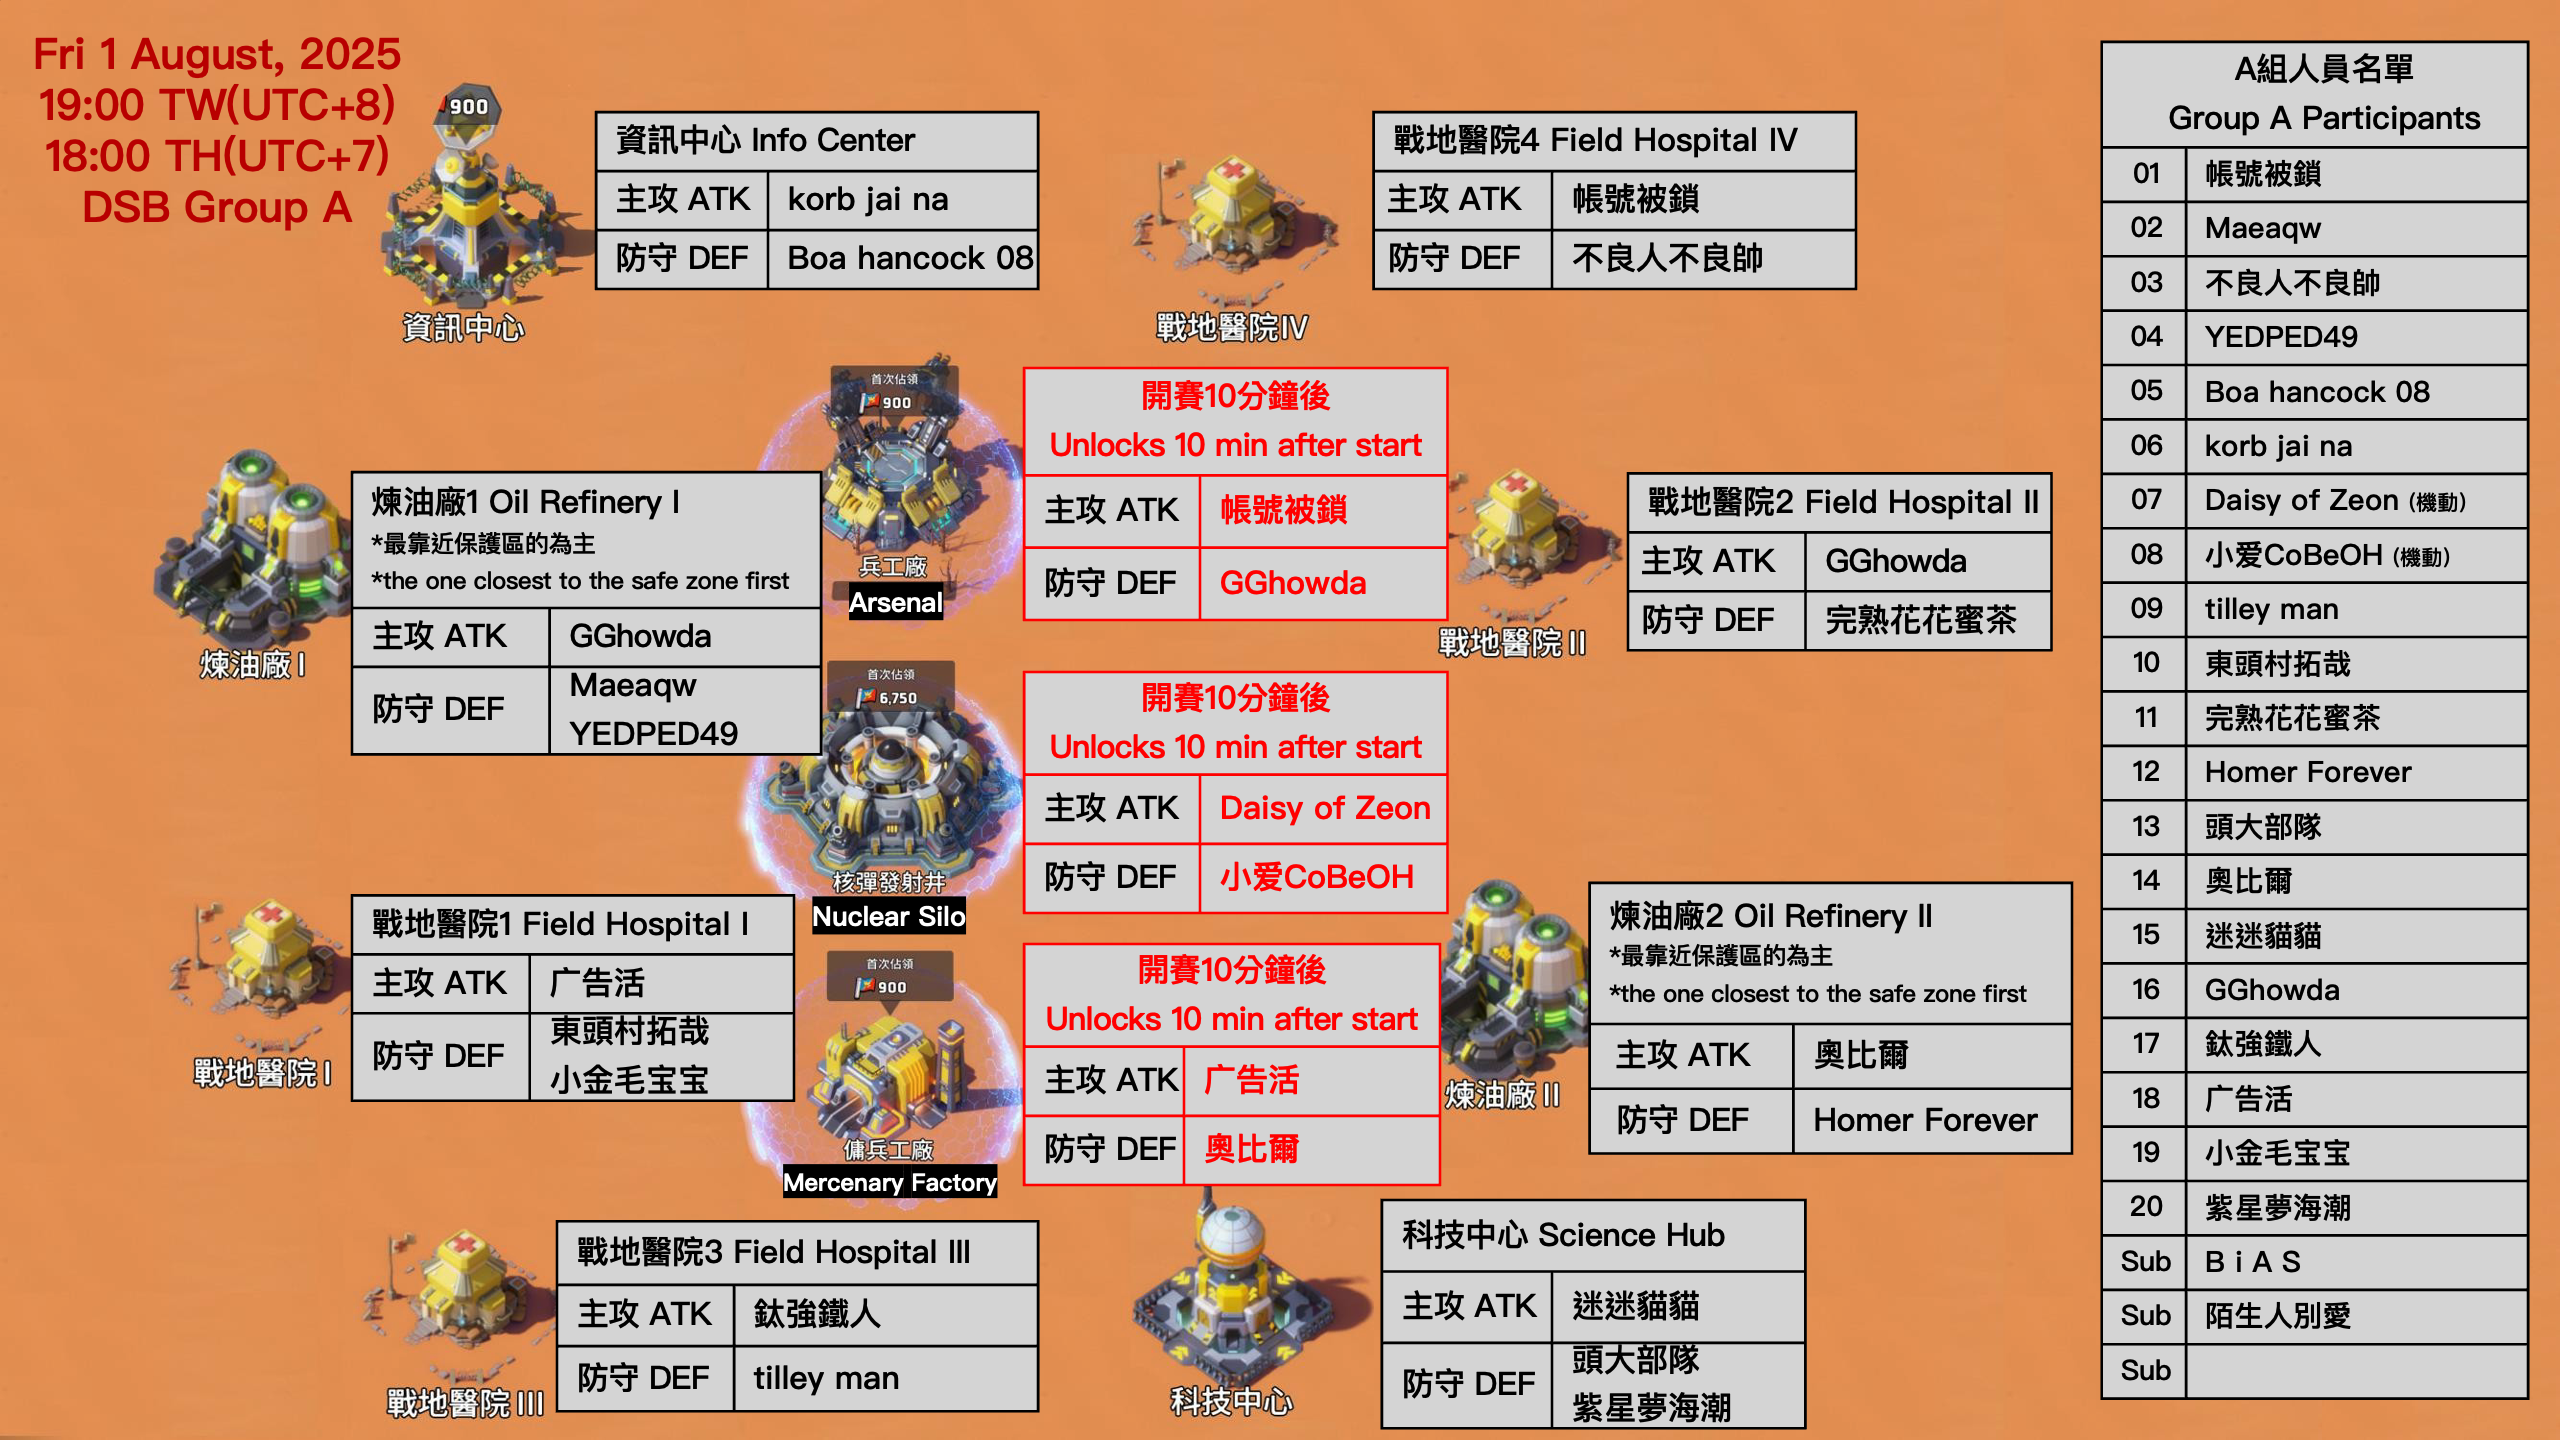 Fri 1 August, 2025
19:00 TW(UTC+8)
18:00 TH(UTC+7)
DSB Group A
900
資訊中心
資訊中心 Info Center
主攻 ATK korb jai na
防守 DEF Boa hancock 08
戰地醫院IV
戰地醫院4 Field Hospital IV
主攻 ATK 帳號被鎖
防守 DEF 不良人不良帥
煉油廠 I
煉油廠1 Oil Refinery I
*最靠近保護區的為主
*the one closest to the safe zone first
主攻 ATK GGhowda
防守 DEF Maeaqw
YEDPED49
首次佔領
900
兵工廠
Arsenal
開賽10分鐘後
Unlocks 10 min after start
主攻 ATK 帳號被鎖
防守 DEF GGhowda
戰地醫院 II
戰地醫院2 Field Hospital II
主攻 ATK GGhowda
防守 DEF 完熟花花蜜茶
首次佔領
6,750
核彈發射井
Nuclear Silo
開賽10分鐘後
Unlocks 10 min after start
主攻 ATK Daisy of Zeon
防守 DEF 小爱CoBeOH
戰地醫院 I
戰地醫院1 Field Hospital I
主攻 ATK 广告活
防守 DEF 東頭村拓哉
小金毛宝宝
首次佔領
900
傭兵工廠
Mercenary Factory
開賽10分鐘後
Unlocks 10 min after start
主攻 ATK 广告活
防守 DEF 奧比爾
煉油廠 II
煉油廠2 Oil Refinery II
*最靠近保護區的為主
*the one closest to the safe zone first
主攻 ATK 奧比爾
防守 DEF Homer Forever
戰地醫院 III
戰地醫院3 Field Hospital III
主攻 ATK 鈦強鐵人
防守 DEF tilley man
科技中心
科技中心 Science Hub
主攻 ATK 迷迷貓貓
防守 DEF 頭大部隊
紫星夢海潮
A組人員名單
Group A Participants
01 帳號被鎖
02 Maeaqw
03 不良人不良帥
04 YEDPED49
05 Boa hancock 08
06 korb jai na
07 Daisy of Zeon (機動)
08 小爱CoBeOH (機動)
09 tilley man
10 東頭村拓哉
11 完熟花花蜜茶
12 Homer Forever
13 頭大部隊
14 奧比爾
15 迷迷貓貓
16 GGhowda
17 鈦強鐵人
18 广告活
19 小金毛宝宝
20 紫星夢海潮
Sub B i A S
Sub 陌生人別愛
Sub